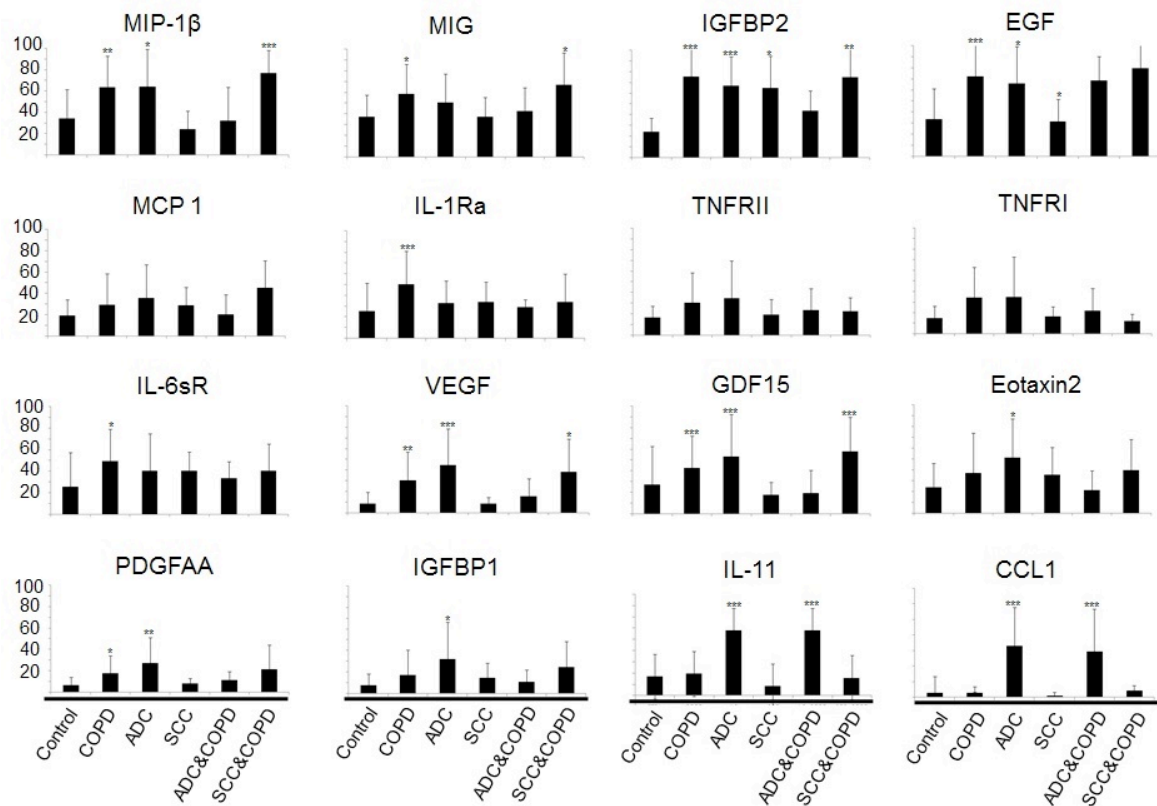 MIP-1β
MIG
IGFBP2
EGF
100
80
60
40
20
**
*
***
*
*
***
***
*
**
***
*
*
MCP 1
IL-1Ra
TNFRII
TNFRI
100
80
60
40
20
***
IL-6sR
VEGF
GDF15
Eotaxin2
100
80
60
40
20
*
**
***
*
***
***
***
*
PDGFAA
IGFBP1
IL-11
CCL1
100
80
60
40
20
*
**
*
***
***
***
***
Control
COPD
ADC
SCC
ADC&COPD
SCC&COPD
Control
COPD
ADC
SCC
ADC&COPD
SCC&COPD
Control
COPD
ADC
SCC
ADC&COPD
SCC&COPD
Control
COPD
ADC
SCC
ADC&COPD
SCC&COPD